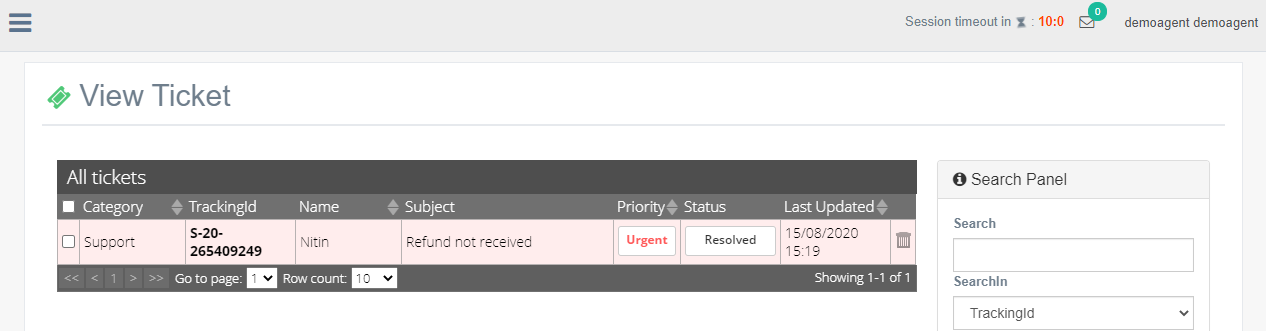 Session timeout in : 10:0
0
demoagent demoagent
View Ticket
All tickets
Category TrackingId Name Subject Priority Status Last Updated
Support S-20-265409249 Nitin Refund not received Urgent Resolved 15/08/2020 15:19
<< < 1 > >> Go to page: 1 Row count: 10 Showing 1-1 of 1
Search Panel
Search
SearchIn
TrackingId